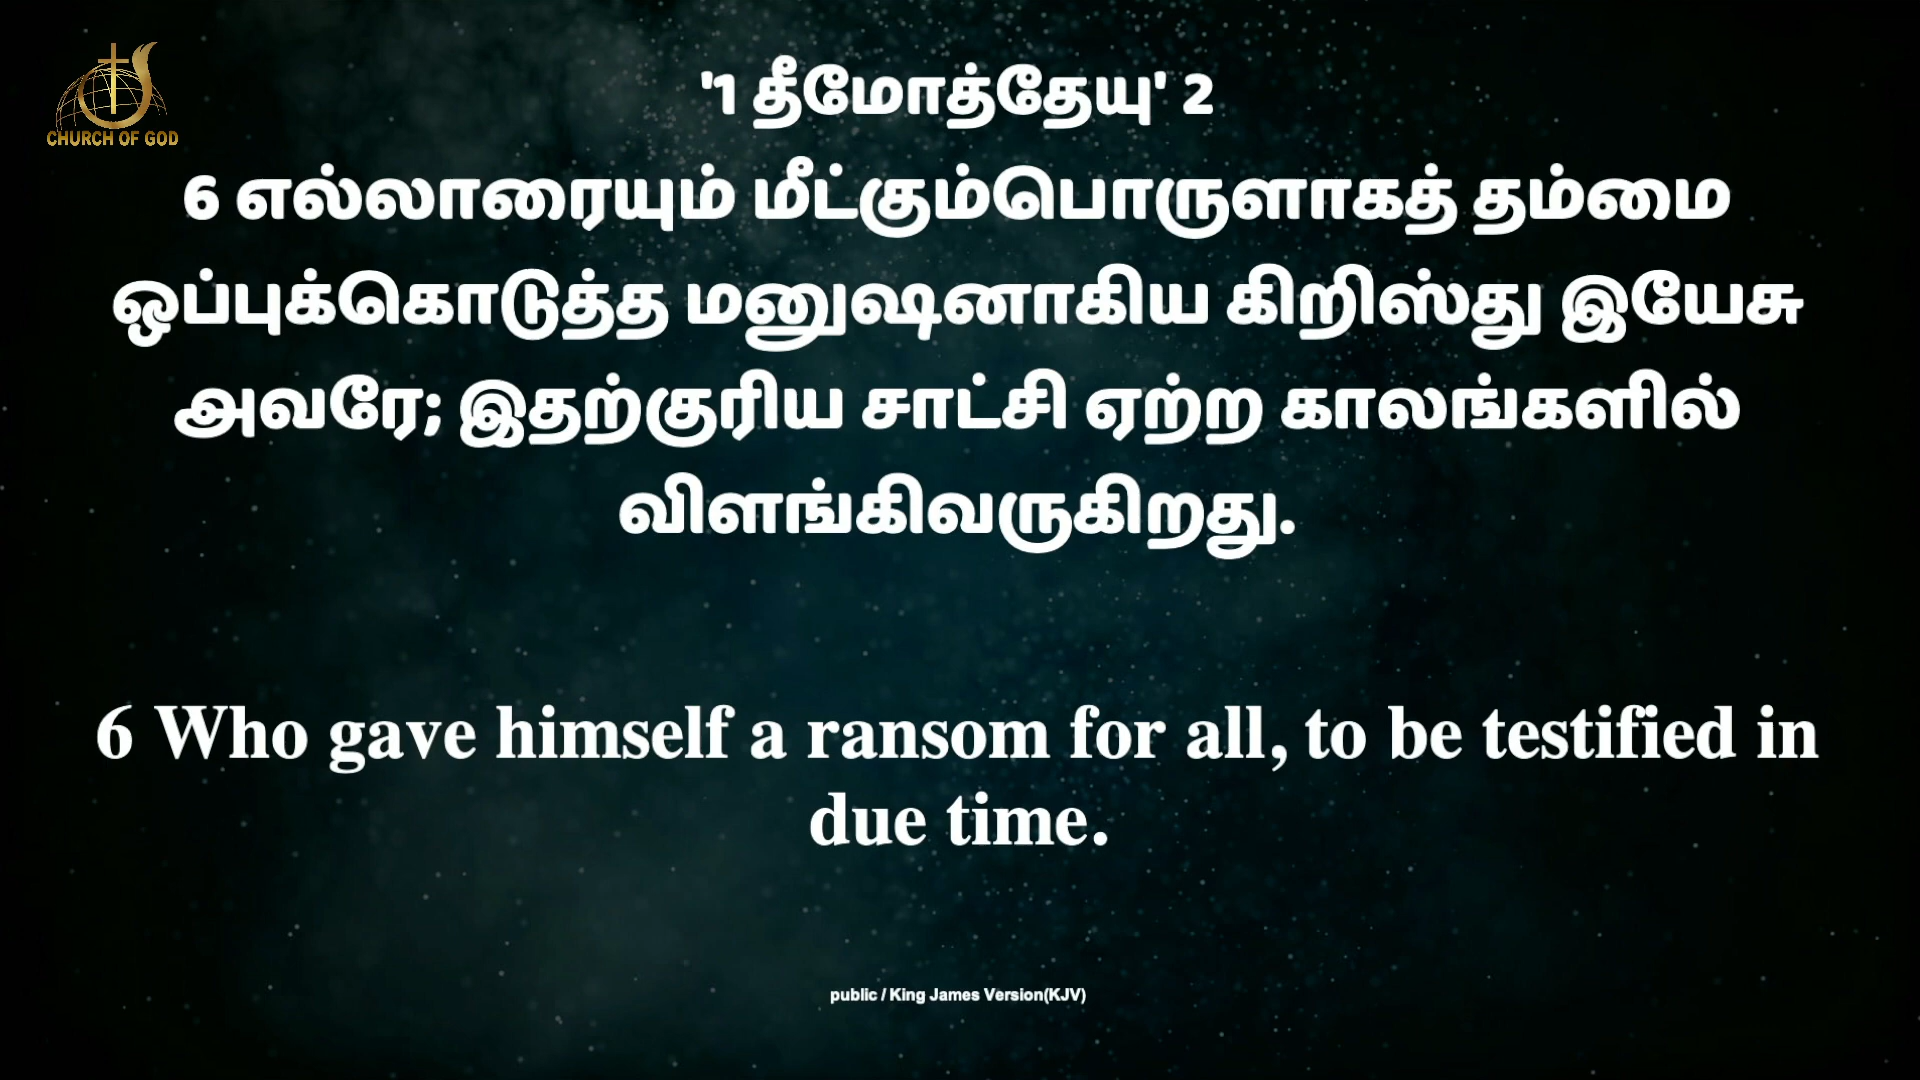 CHURCH OF GOD
'1 தீமோத்தேயு' 2
6 எல்லாரையும் மீட்கும்பொருளாகத் தம்மை
ஒப்புக்கொடுத்த மனுஷனாகிய கிறிஸ்து இயேசு
அவரே; இதற்குரிய சாட்சி ஏற்ற காலங்களில்
விளங்கிவருகிறது.
6 Who gave himself a ransom for all, to be testified in
due time.
public / King James Version(KJV)